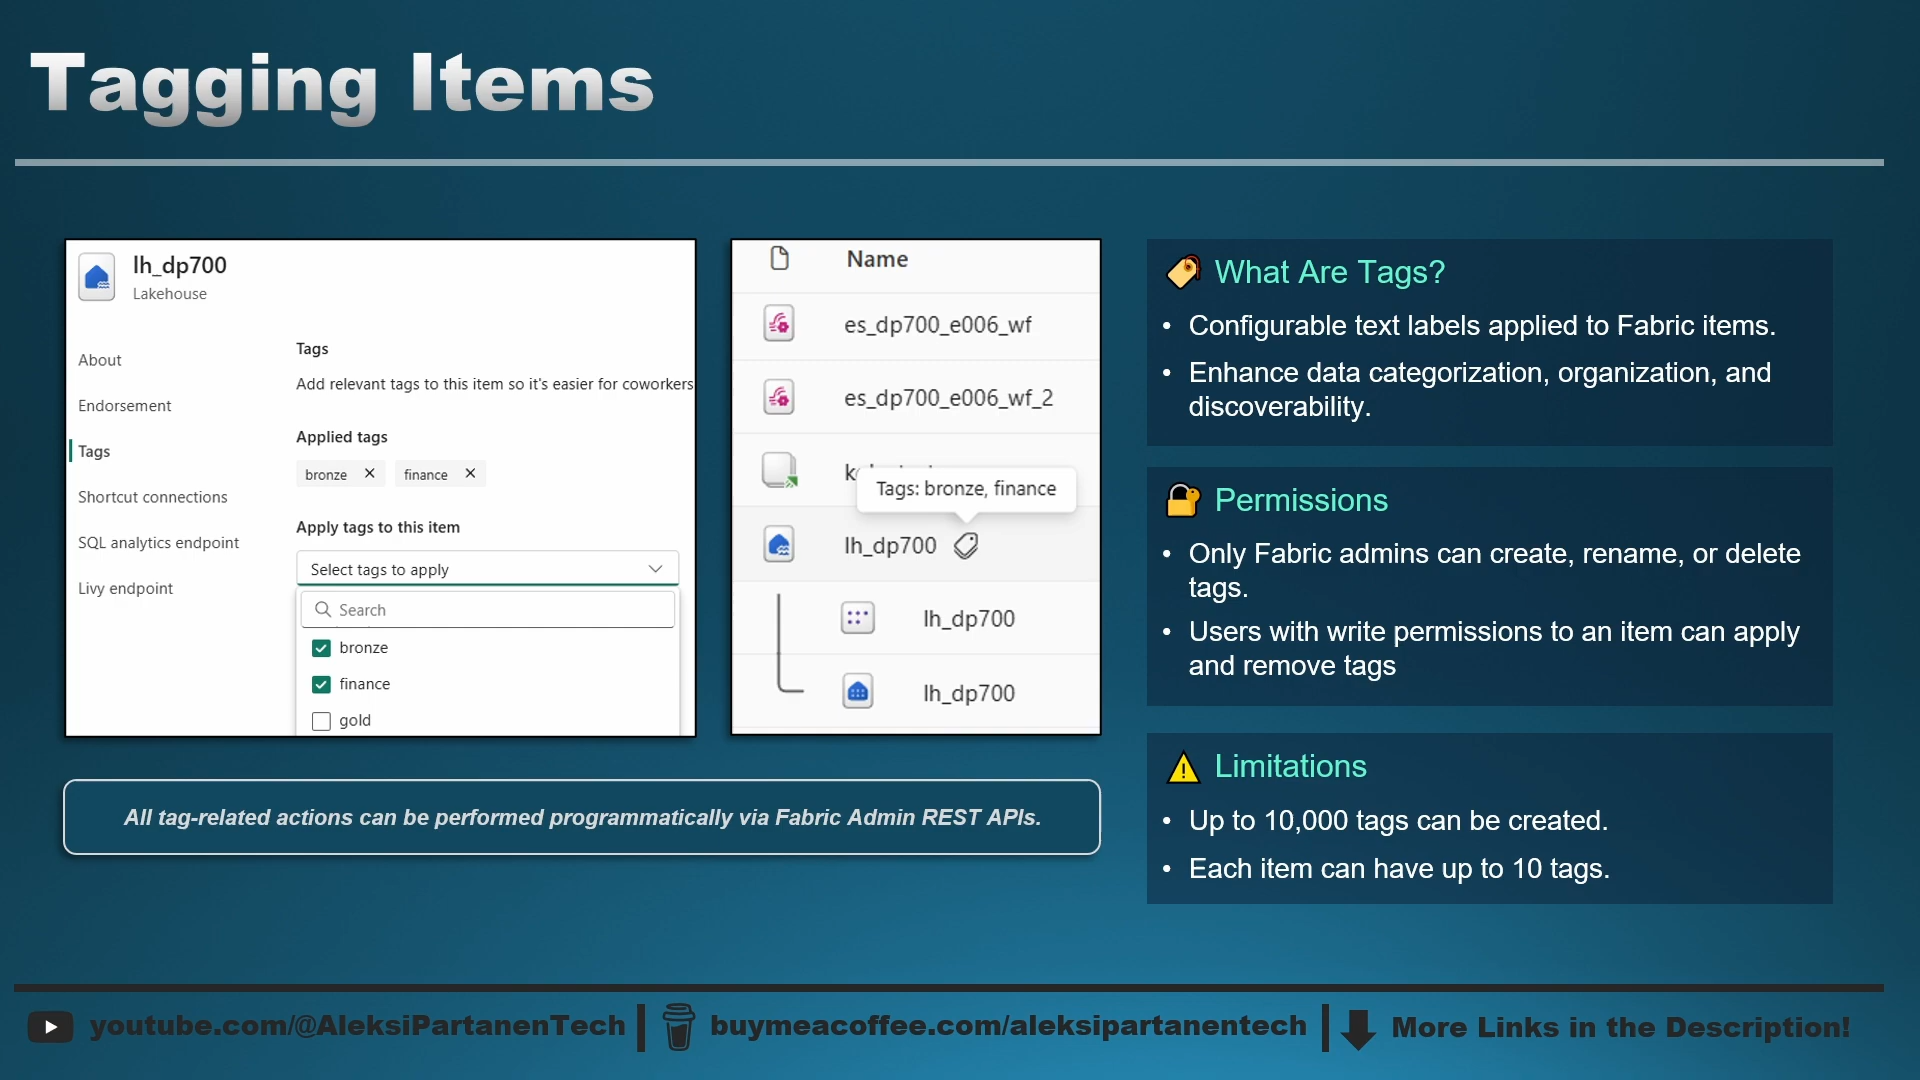 Tagging Items
lh_dp700
Lakehouse
About
Endorsement
Tags
Shortcut connections
SQL analytics endpoint
Livy endpoint
Tags
Add relevant tags to this item so it's easier for coworkers
Applied tags
bronze
finance
Apply tags to this item
Select tags to apply
Search
bronze
finance
gold
Name
es_dp700_e006_wf
es_dp700_e006_wf_2
Tags: bronze, finance
lh_dp700
lh_dp700
lh_dp700
All tag-related actions can be performed programmatically via Fabric Admin REST APIs.
What Are Tags?
• Configurable text labels applied to Fabric items.
• Enhance data categorization, organization, and
discoverability.
Permissions
• Only Fabric admins can create, rename, or delete
tags.
• Users with write permissions to an item can apply
and remove tags
Limitations
• Up to 10,000 tags can be created.
• Each item can have up to 10 tags.
youtube.com/@AleksiPartanenTech
buymeacoffee.com/aleksipartanentech
More Links in the Description!